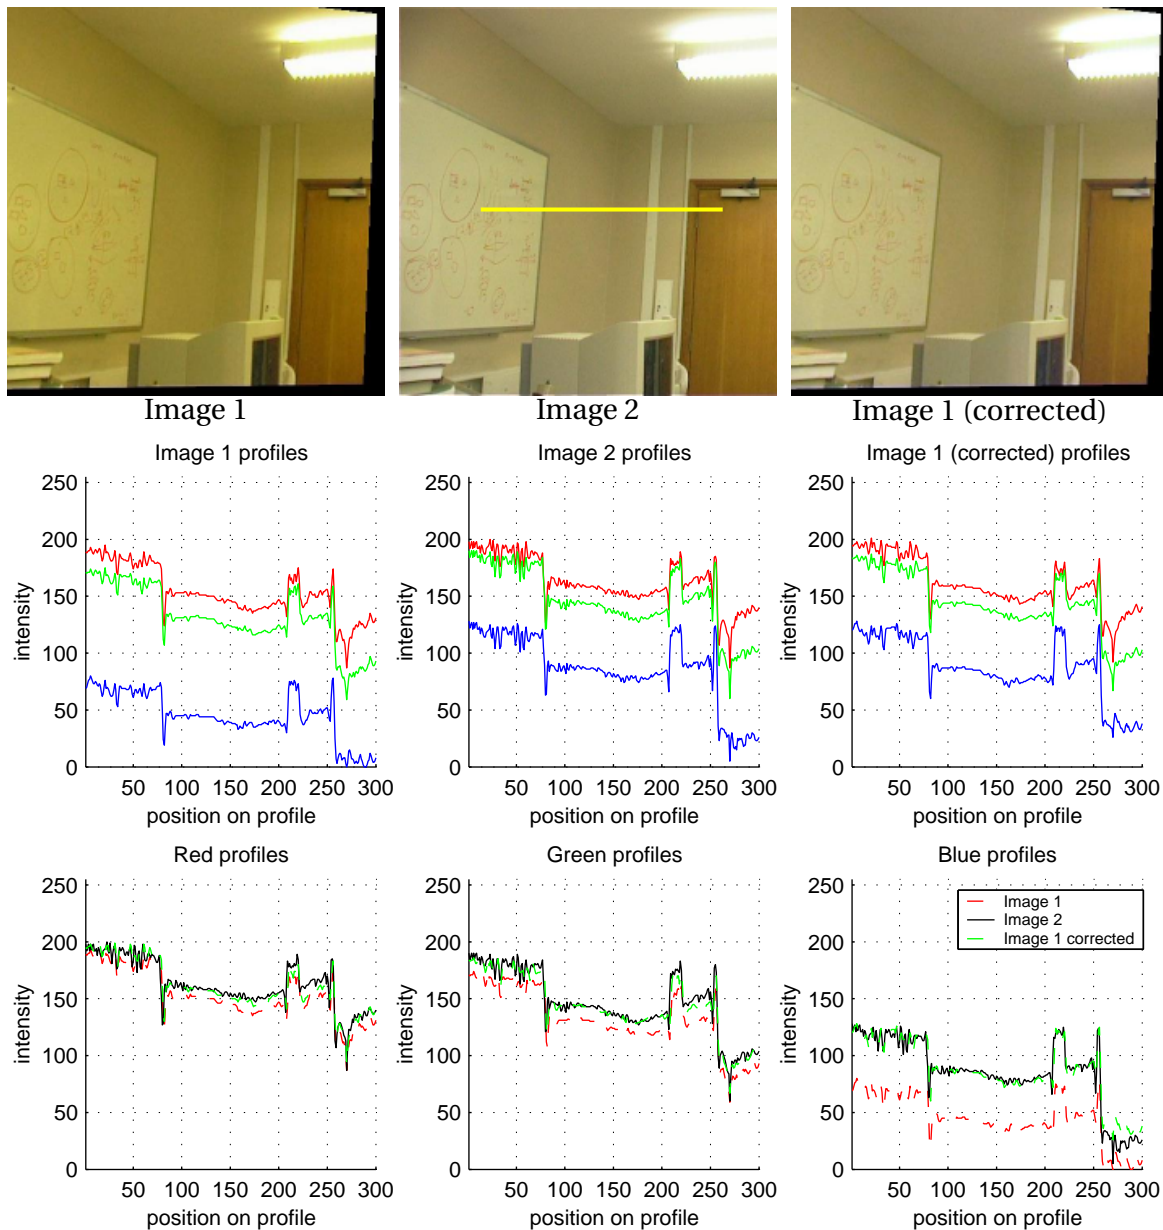 Image 1
Image 2
Image 1 (corrected)
Image 1 profiles
Image 2 profiles
Image 1 (corrected) profiles
250
200
150
100
50
0
intensity
50 100 150 200 250 300
position on profile
250
200
150
100
50
0
intensity
50 100 150 200 250 300
position on profile
250
200
150
100
50
0
intensity
50 100 150 200 250 300
position on profile
Red profiles
Green profiles
Blue profiles
250
200
150
100
50
0
intensity
50 100 150 200 250 300
position on profile
250
200
150
100
50
0
intensity
50 100 150 200 250 300
position on profile
250
200
150
100
50
0
intensity
50 100 150 200 250 300
position on profile
Image 1
Image 2
Image 1 corrected